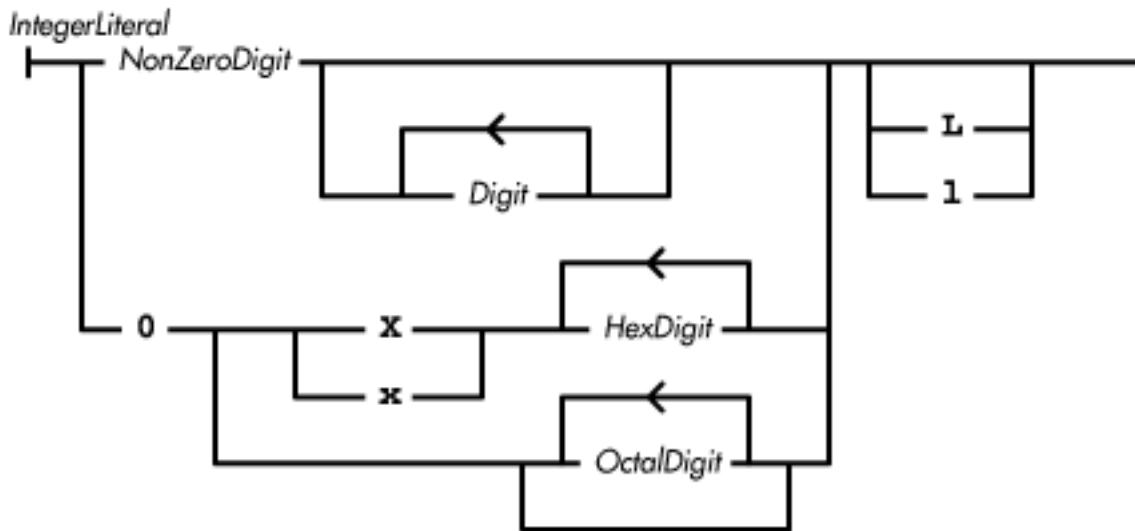 IntegerLiteral
NonZeroDigit
L
Digit
l
0
X
HexDigit
x
OctalDigit